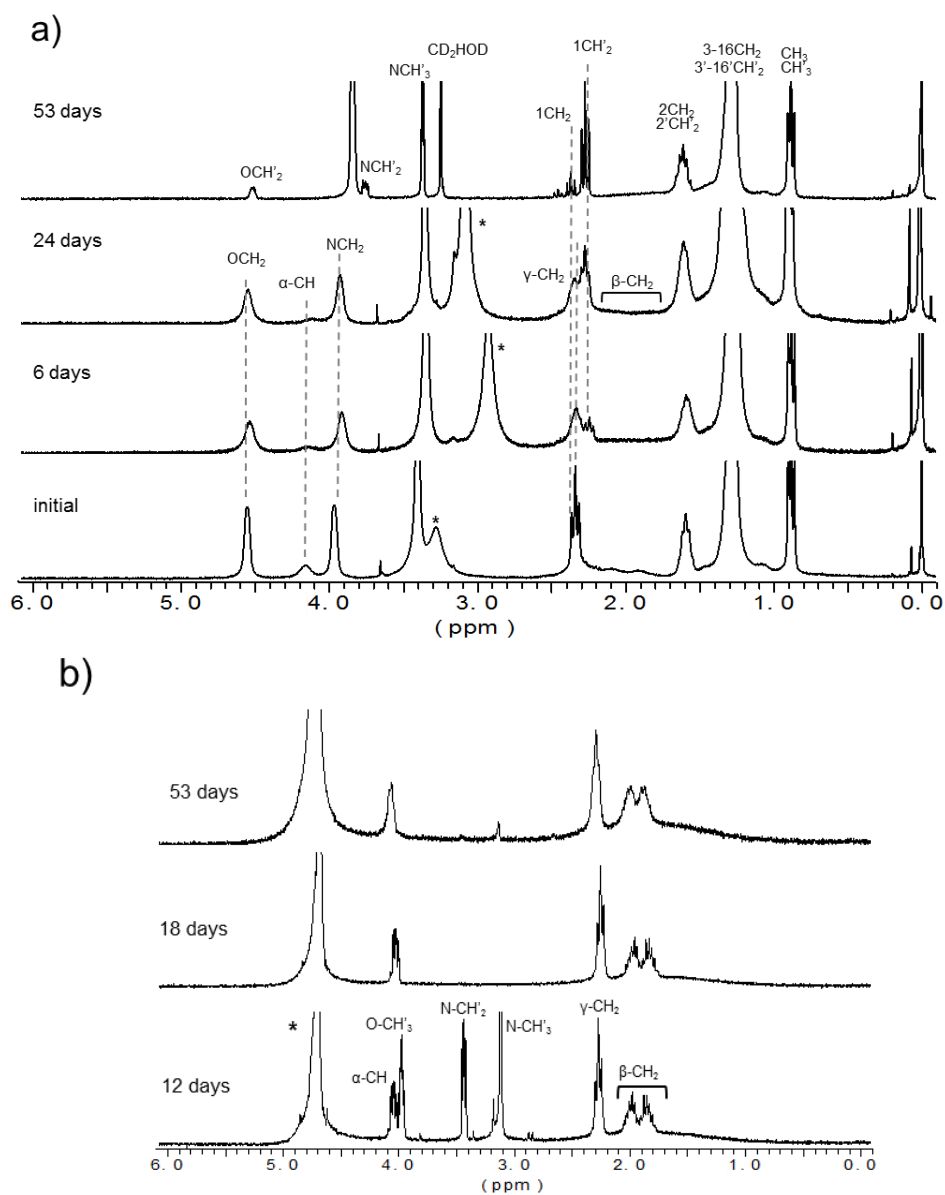 a)
CD2HOD
1CH'2
3-16CH2
3'-16'CH'2
CH3
CH'3
NCH'3
53 days
1CH2
2CH2
2'CH'2
OCH'2
NCH'2
*
24 days
OCH2
α-CH
NCH2
γ-CH2
β-CH2
*
6 days
initial
*
6.0 5.0 4.0 3.0 2.0 1.0 0.0
(ppm)
b)
53 days
18 days
*
α-CH
O-CH'3
N-CH'2
N-CH'3
γ-CH2
β-CH2
12 days
6.0 5.0 4.0 3.0 2.0 1.0 0.0
(ppm)